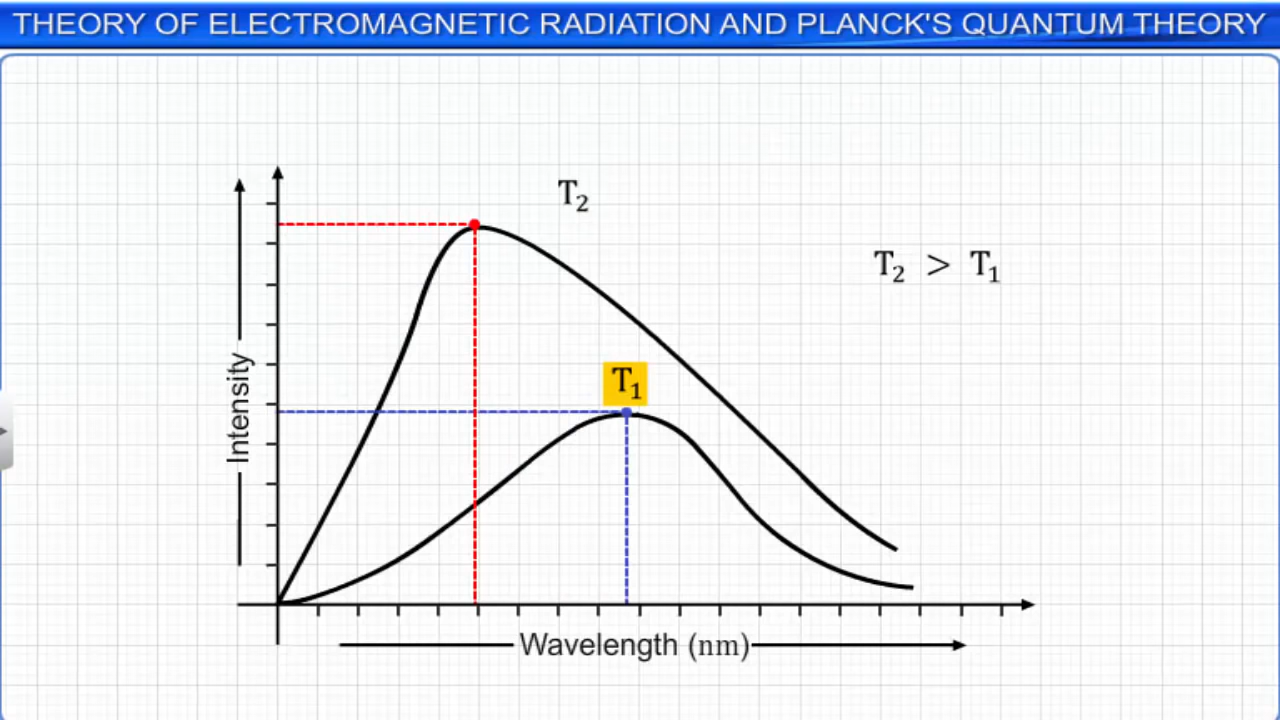 THEORY OF ELECTROMAGNETIC RADIATION AND PLANCK'S QUANTUM THEORY
T₂
T₂ > T₁
T₁
Intensity
Wavelength (nm)